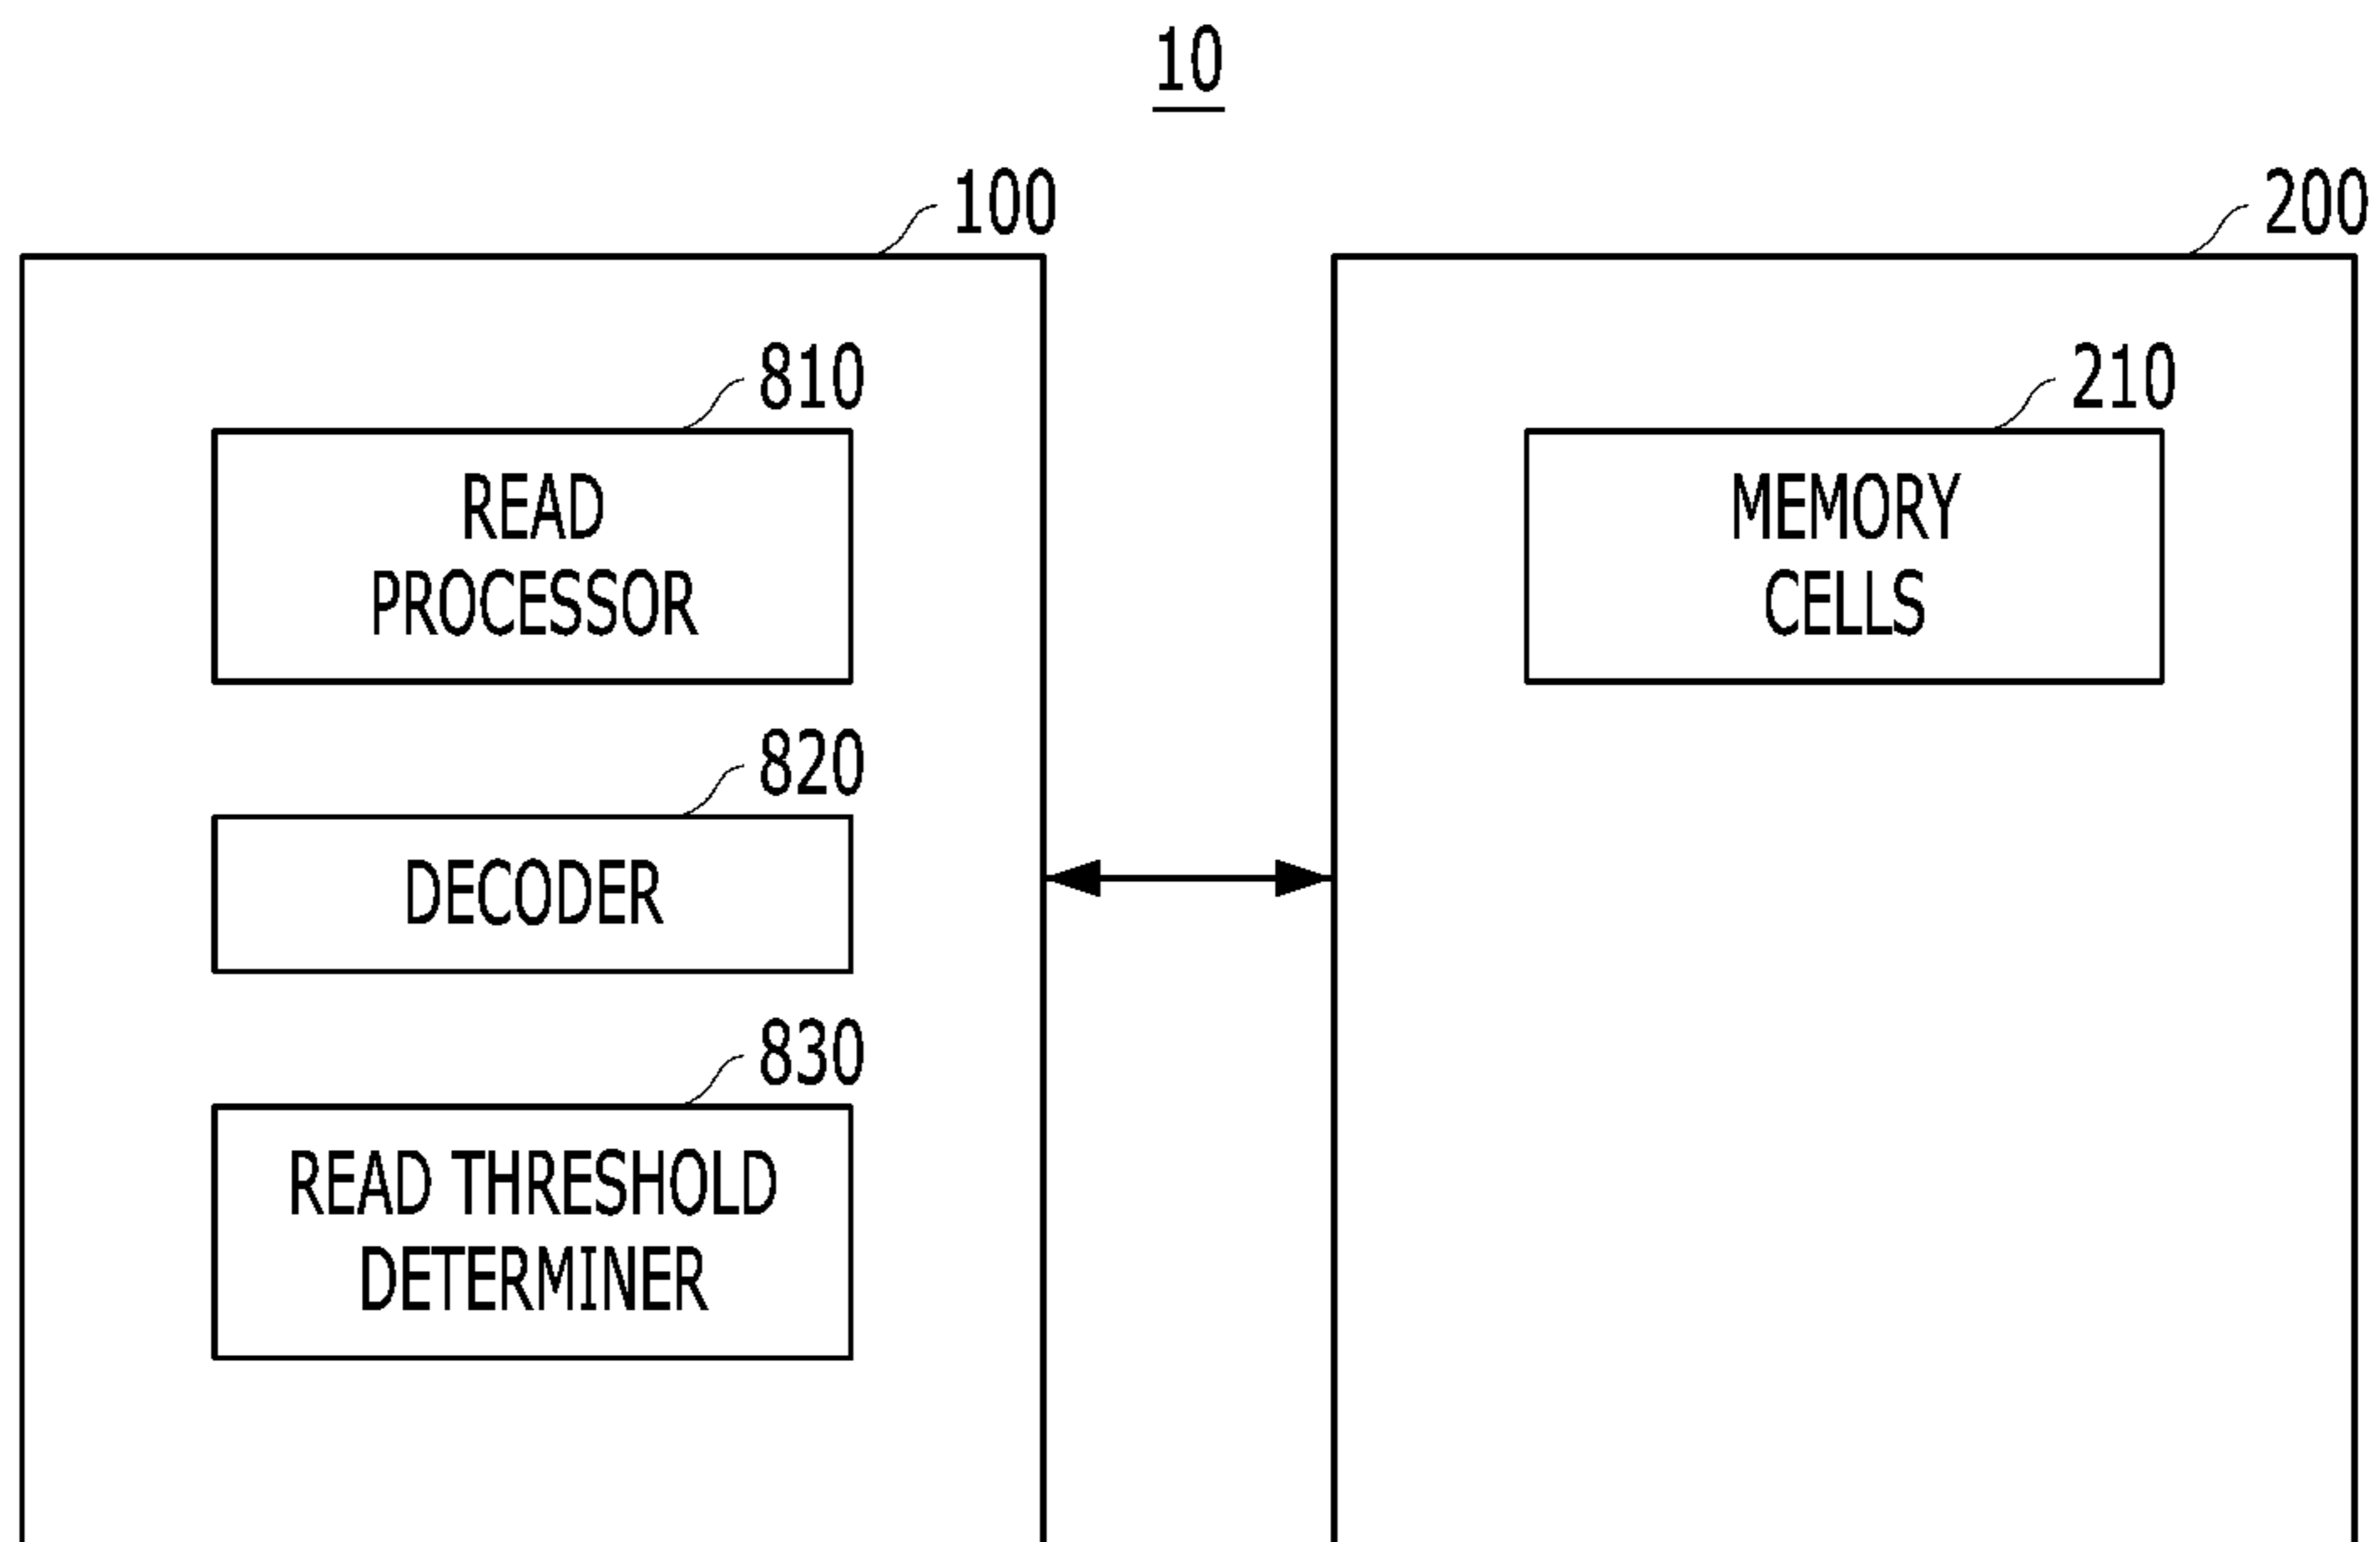 10
100
200
810
READ
PROCESSOR
210
MEMORY
CELLS
820
DECODER
830
READ THRESHOLD
DETERMINER